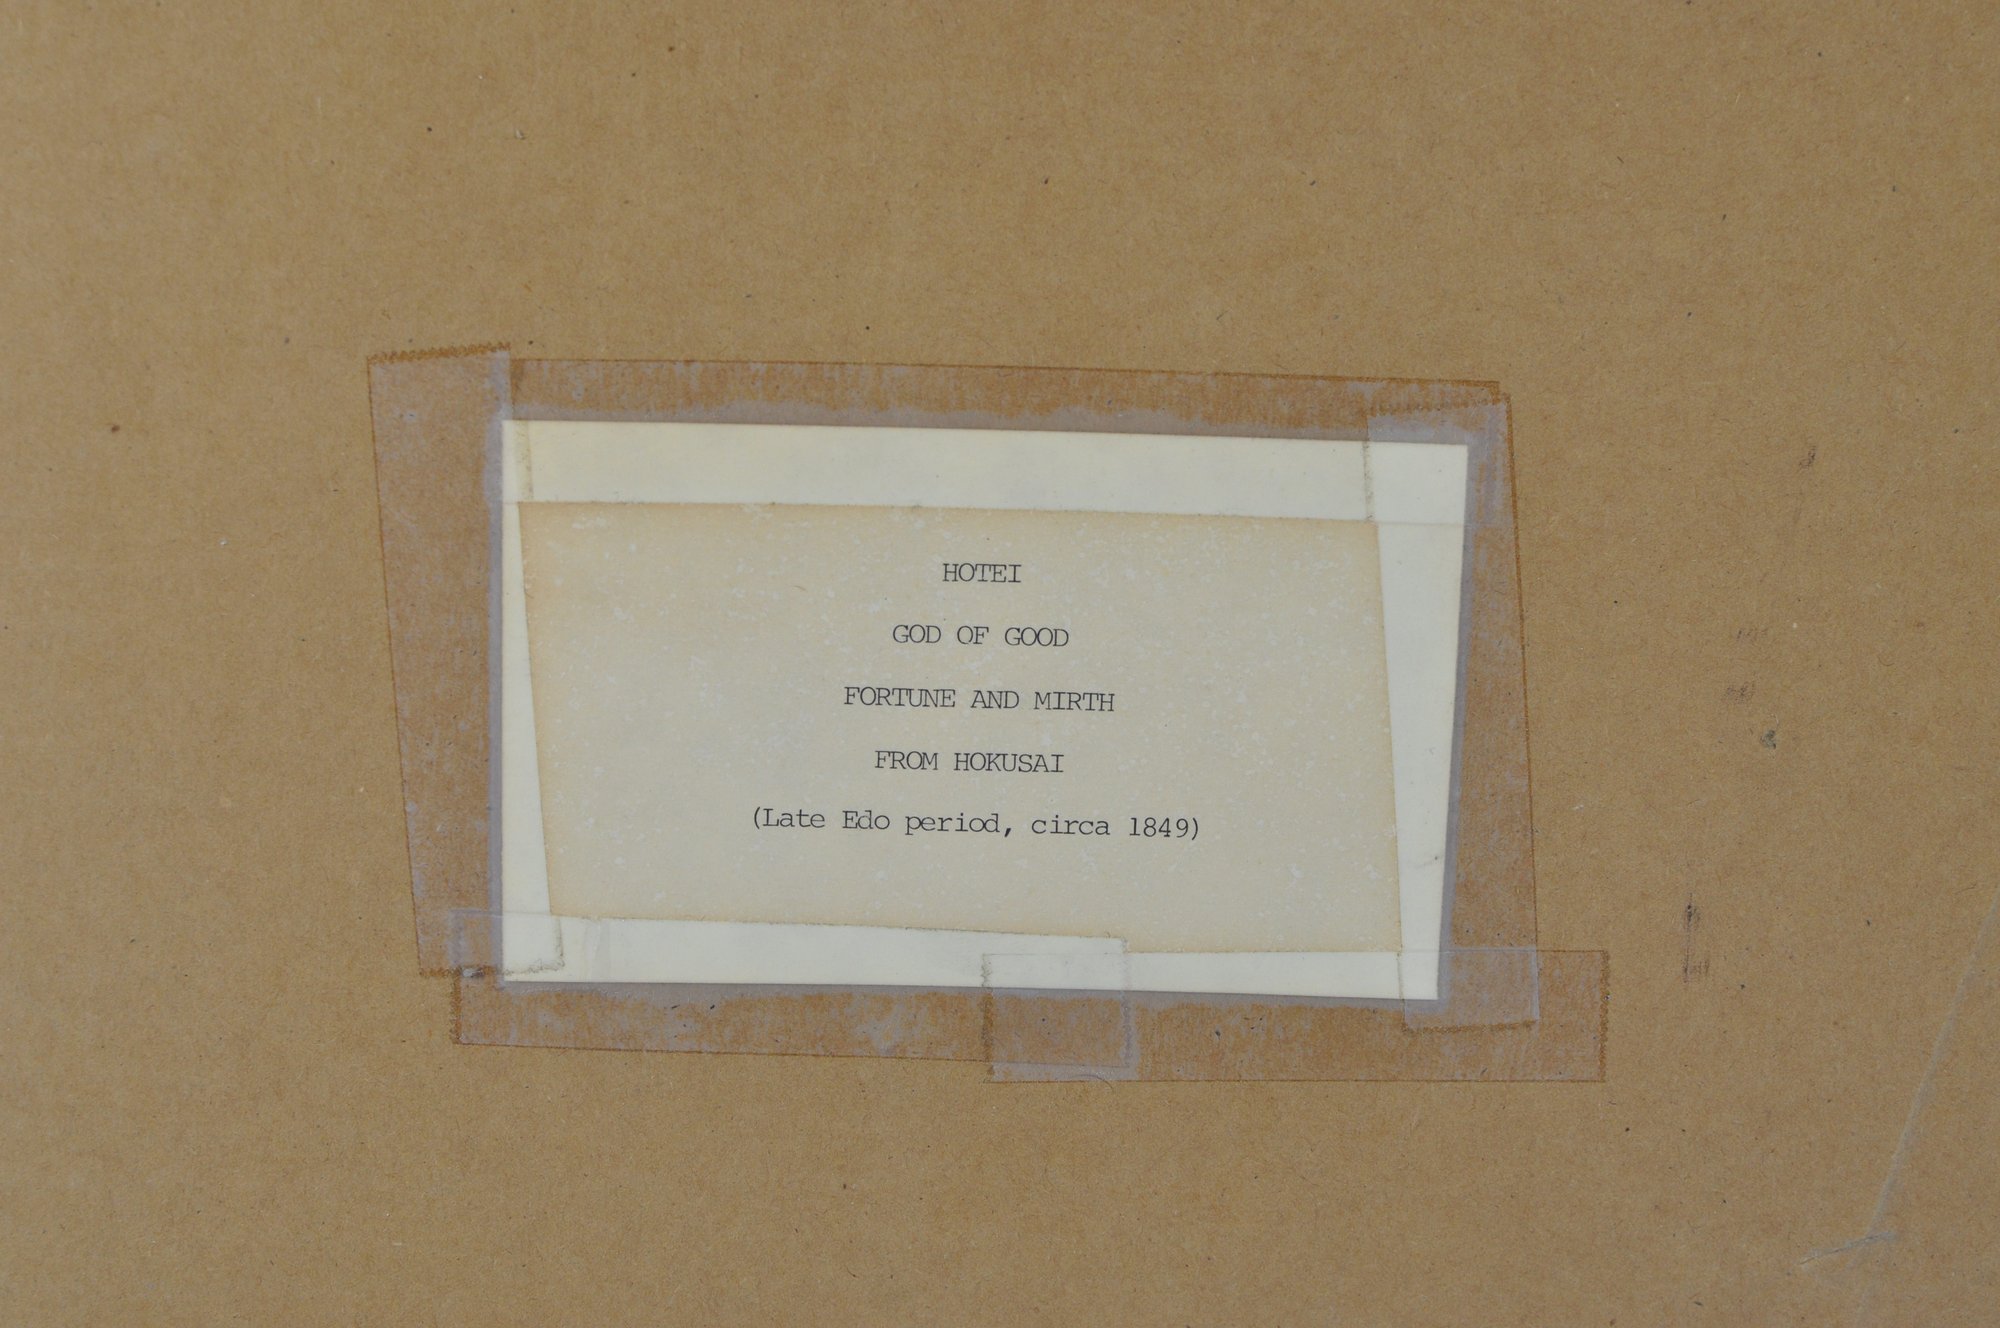 HOTEI
GOD OF GOOD
FORTUNE AND MIRTH
FROM HOKUSAI
(Late Edo period, circa 1849)